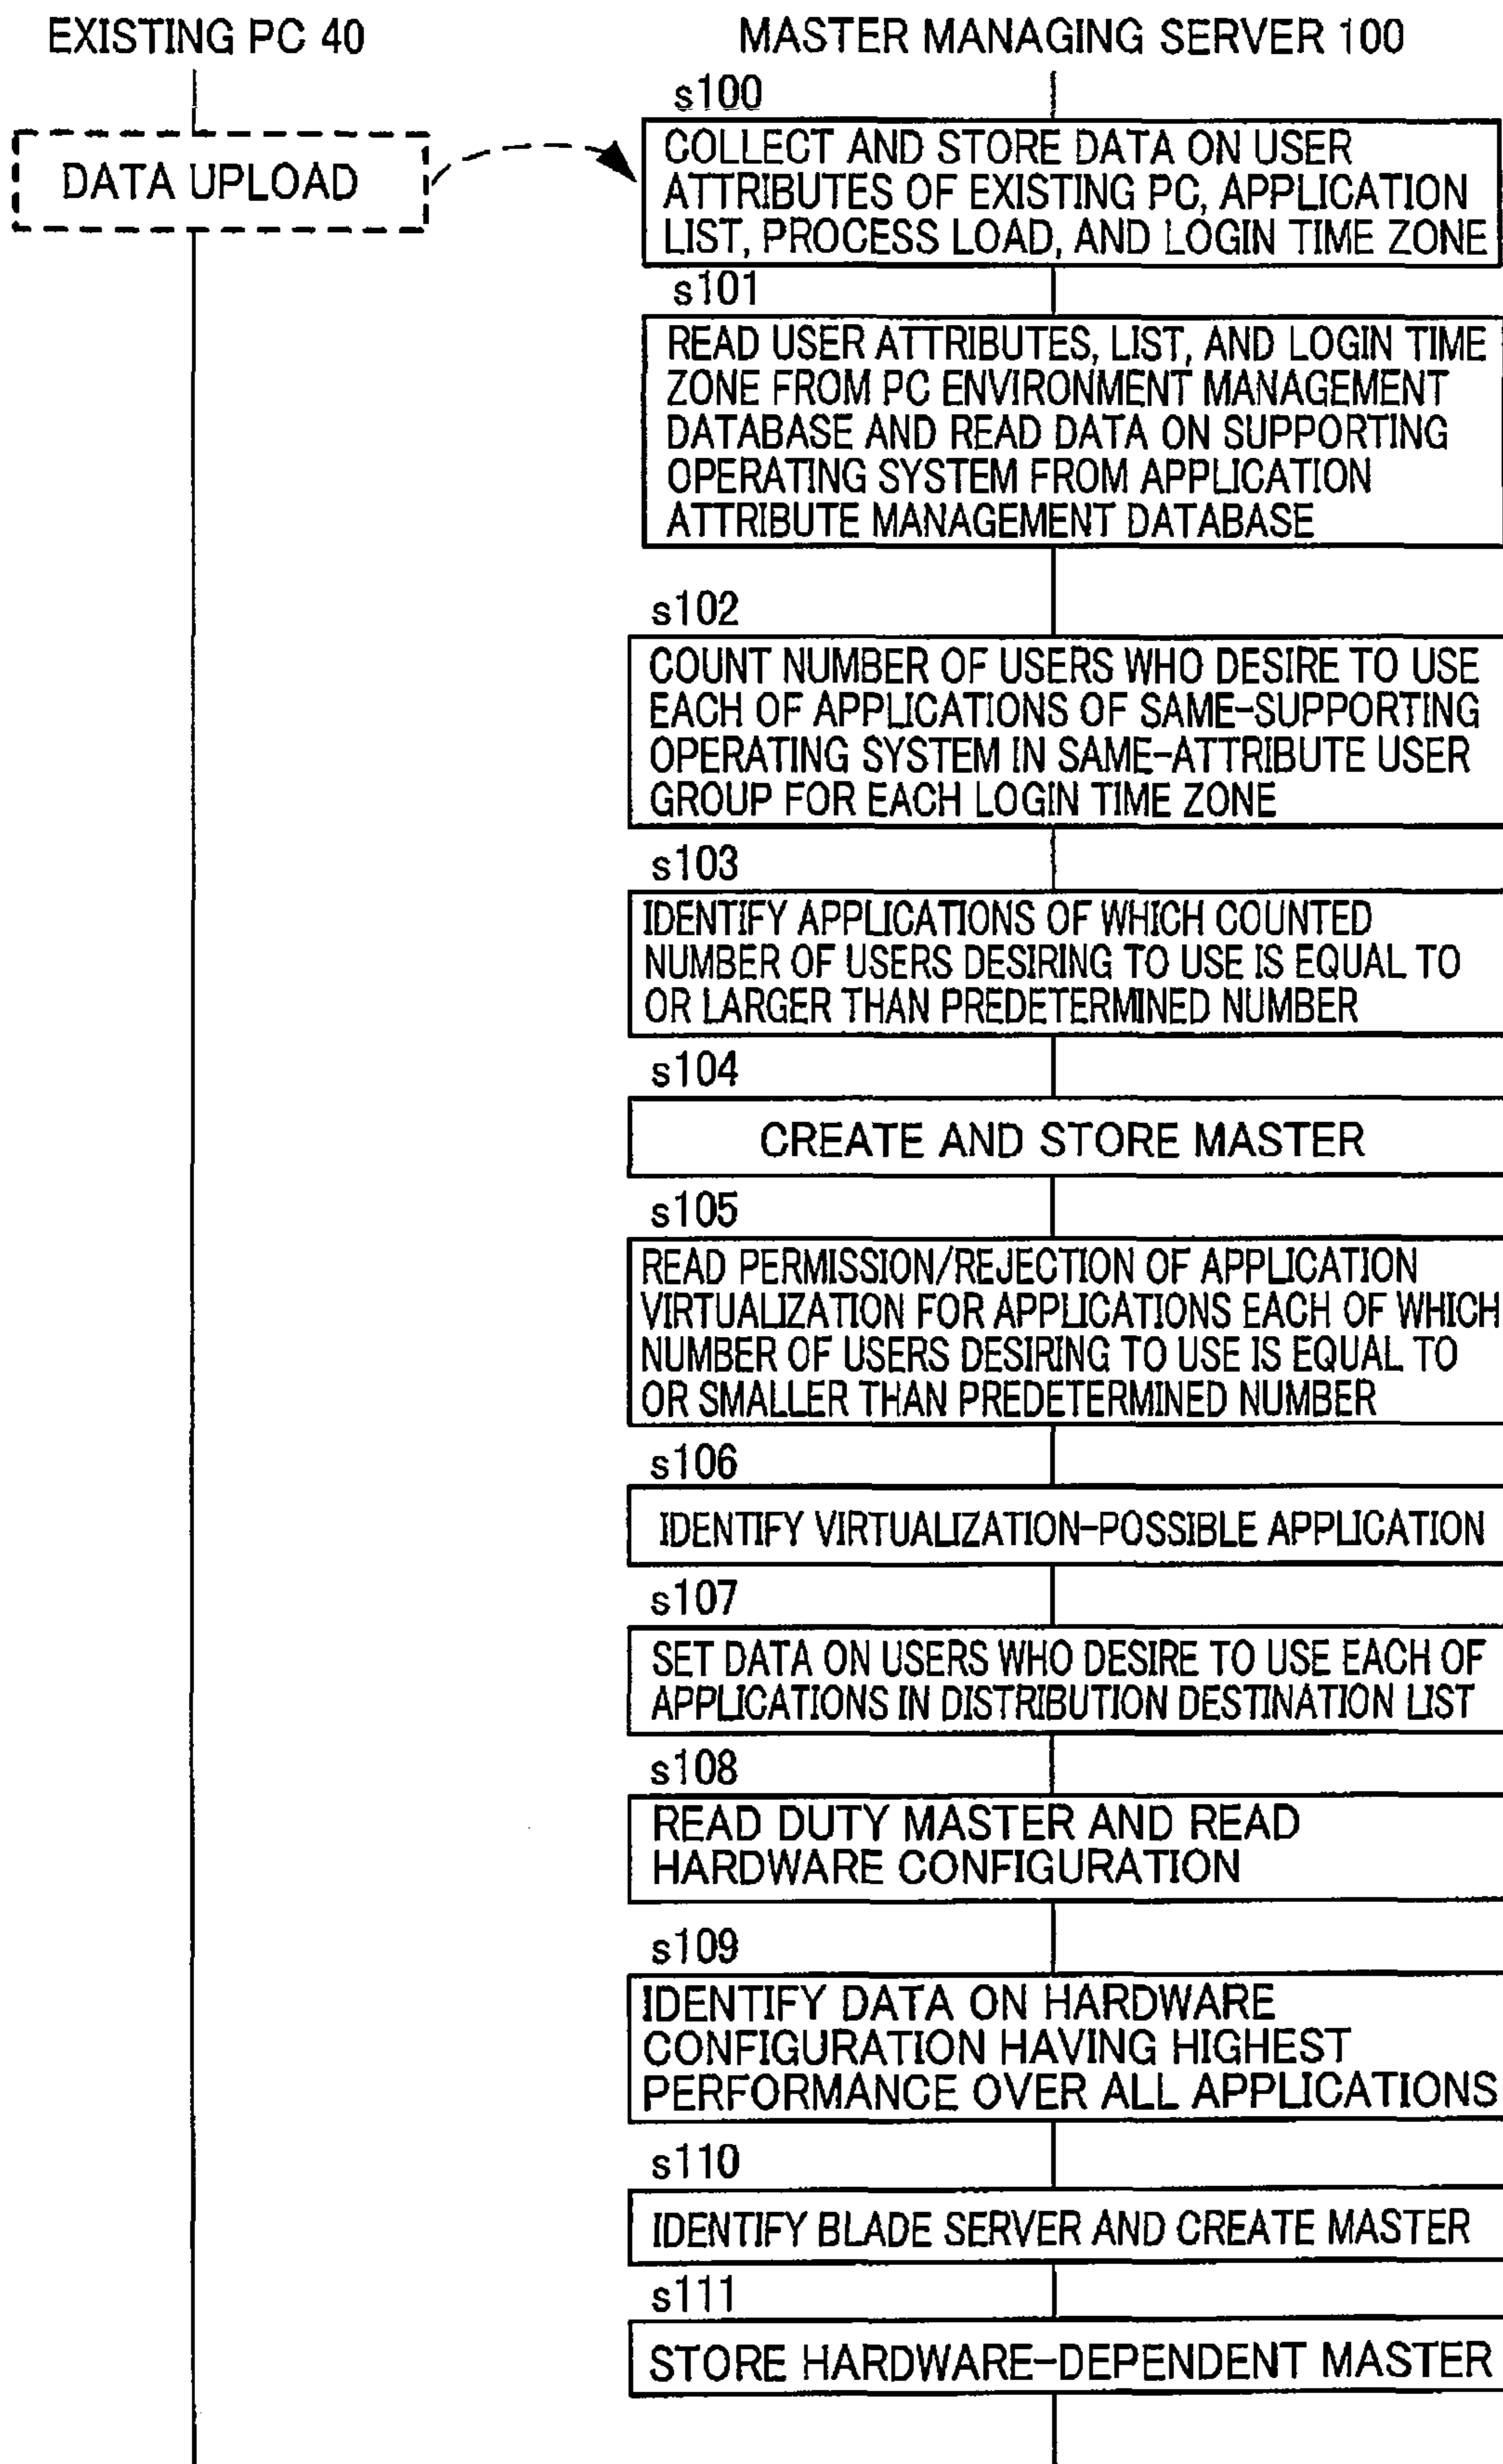 EXISTING PC 40
MASTER MANAGING SERVER 100
DATA UPLOAD
s100
COLLECT AND STORE DATA ON USER
ATTRIBUTES OF EXISTING PC, APPLICATION
LIST, PROCESS LOAD, AND LOGIN TIME ZONE
s101
READ USER ATTRIBUTES, LIST, AND LOGIN TIME
ZONE FROM PC ENVIRONMENT MANAGEMENT
DATABASE AND READ DATA ON SUPPORTING
OPERATING SYSTEM FROM APPLICATION
ATTRIBUTE MANAGEMENT DATABASE
s102
COUNT NUMBER OF USERS WHO DESIRE TO USE
EACH OF APPLICATIONS OF SAME-SUPPORTING
OPERATING SYSTEM IN SAME-ATTRIBUTE USER
GROUP FOR EACH LOGIN TIME ZONE
s103
IDENTIFY APPLICATIONS OF WHICH COUNTED
NUMBER OF USERS DESIRING TO USE IS EQUAL TO
OR LARGER THAN PREDETERMINED NUMBER
s104
CREATE AND STORE MASTER
s105
READ PERMISSION/REJECTION OF APPLICATION
VIRTUALIZATION FOR APPLICATIONS EACH OF WHICH
NUMBER OF USERS DESIRING TO USE IS EQUAL TO
OR SMALLER THAN PREDETERMINED NUMBER
s106
IDENTIFY VIRTUALIZATION-POSSIBLE APPLICATION
s107
SET DATA ON USERS WHO DESIRE TO USE EACH OF
APPLICATIONS IN DISTRIBUTION DESTINATION LIST
s108
READ DUTY MASTER AND READ
HARDWARE CONFIGURATION
s109
IDENTIFY DATA ON HARDWARE
CONFIGURATION HAVING HIGHEST
PERFORMANCE OVER ALL APPLICATIONS
s110
IDENTIFY BLADE SERVER AND CREATE MASTER
s111
STORE HARDWARE-DEPENDENT MASTER